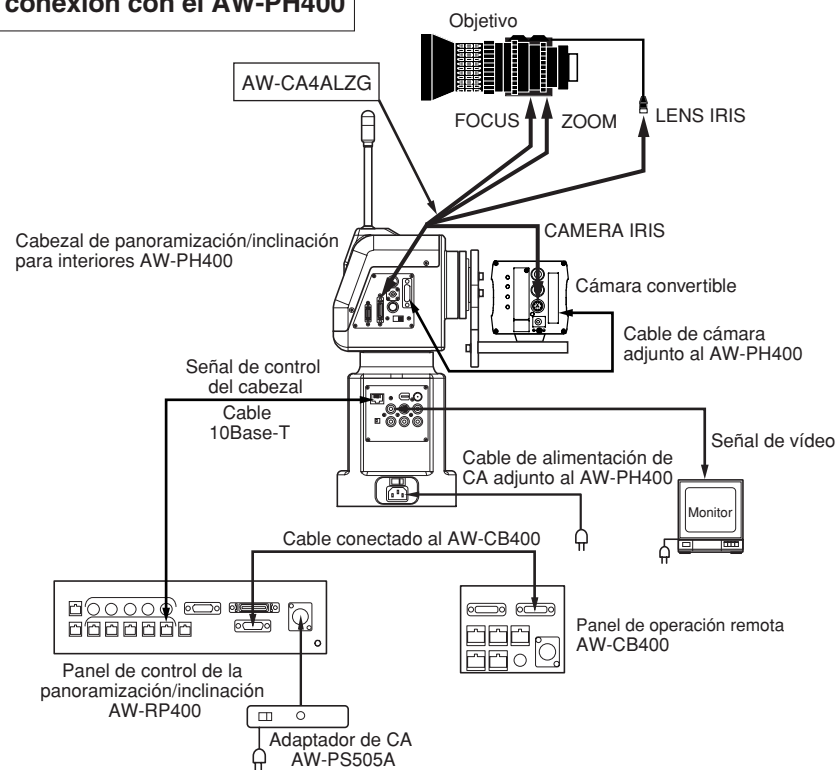 conexión con el AW-PH400
Objetivo
AW-CA4ALZG
FOCUS
ZOOM
LENS IRIS
CAMERA IRIS
Cabezal de panoramización/inclinación
para interiores AW-PH400
Cámara convertible
Cable de cámara
adjunto al AW-PH400
Señal de control
del cabezal
Cable
10Base-T
Señal de vídeo
Cable de alimentación de
CA adjunto al AW-PH400
Monitor
Cable conectado al AW-CB400
Panel de operación remota
AW-CB400
Panel de control de la
panoramización/inclinación
AW-RP400
Adaptador de CA
AW-PS505A